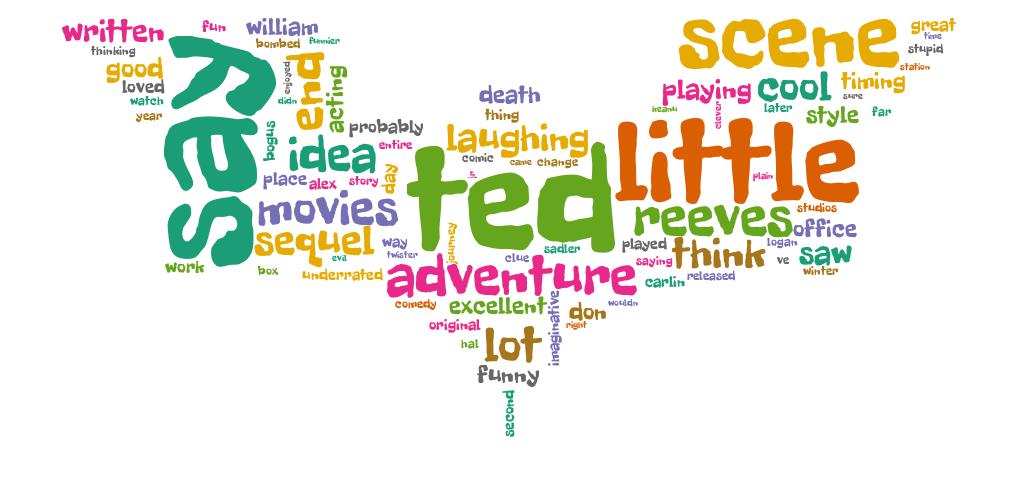 written
fun
william
scene
great
thinking
bombed
funnier
time
good
loved
watch
year
say
enjoyed
didn
end
acting
stupid
station
death
thing
playing
cool
timing
keanu
clever
later
sure
style
far
bogus
probably
idea
entire
laughing
comic
came
change
little
place
alex
story
day
ted
plain
movies
reeves
studios
office
sequel
way
twister
journey
clue
sadler
played
think
logan
saying
ve
saw
winter
work
box
evil
underrated
adventure
carlin
released
comedy
excellent
imaginative
don
wouldn
right
original
hal
lot
funny
second